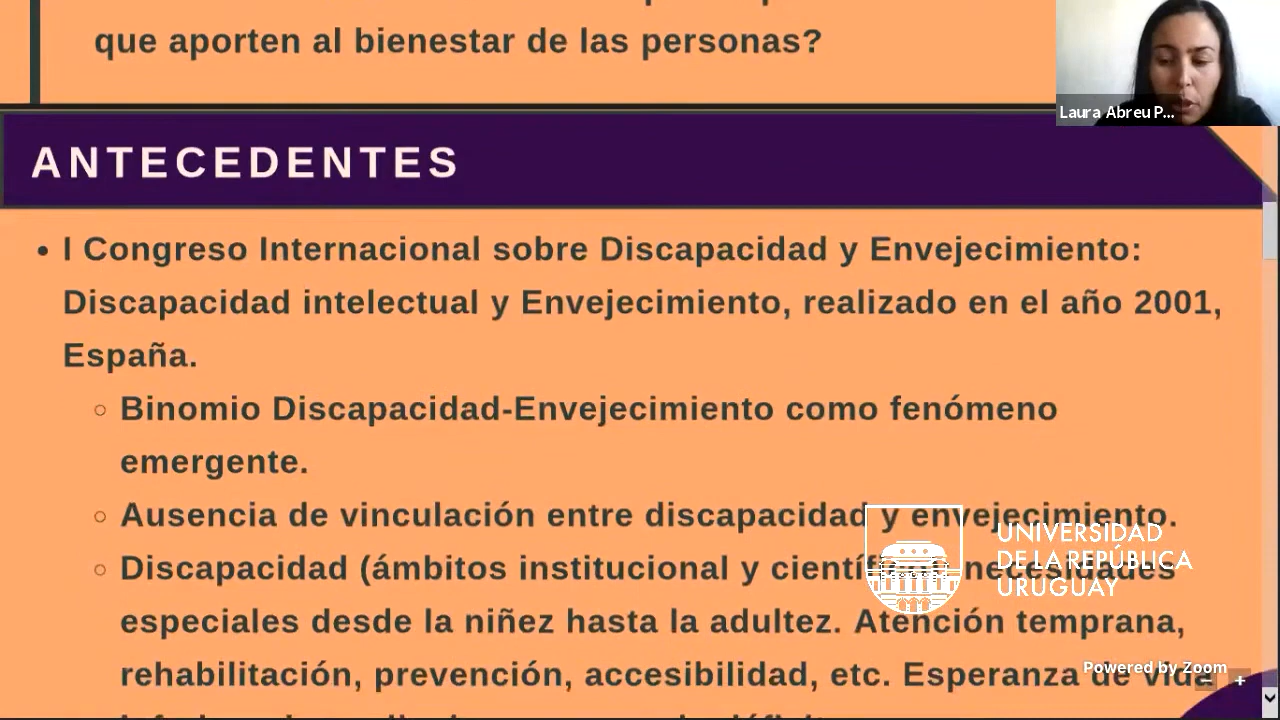 que aporten al bienestar de las personas?
Laura Abreu P...
ANTECEDENTES
• I Congreso Internacional sobre Discapacidad y Envejecimiento:
Discapacidad intelectual y Envejecimiento, realizado en el año 2001,
España.
Binomio Discapacidad-Envejecimiento como fenómeno
emergente.
Ausencia de vinculación entre discapacidad y envejecimiento.
Discapacidad (ámbitos institucional y científico): necesidades
especiales desde la niñez hasta la adultez. Atención temprana,
rehabilitación, prevención, accesibilidad, etc. Esperanza de vida
UNIVERSIDAD
DE LA REPÚBLICA
URUGUAY
Powered by Zoom